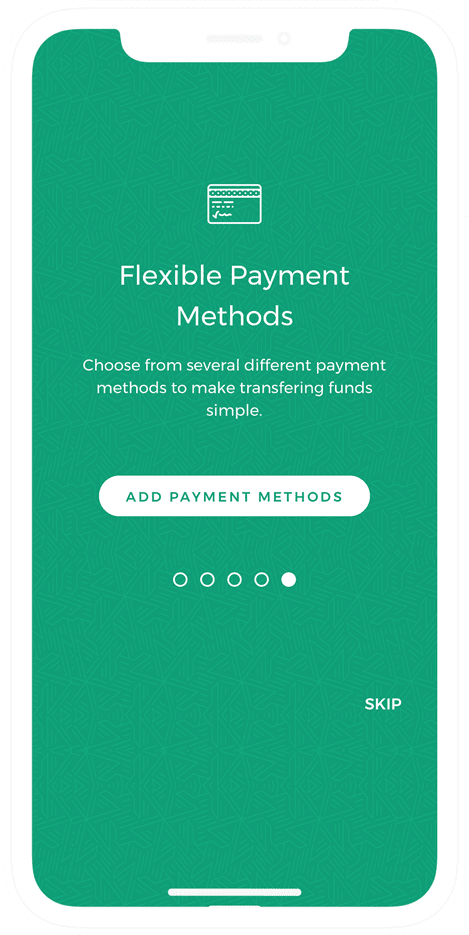 Flexible Payment
Methods
Choose from several different payment
methods to make transfering funds
simple.
ADD PAYMENT METHODS
SKIP